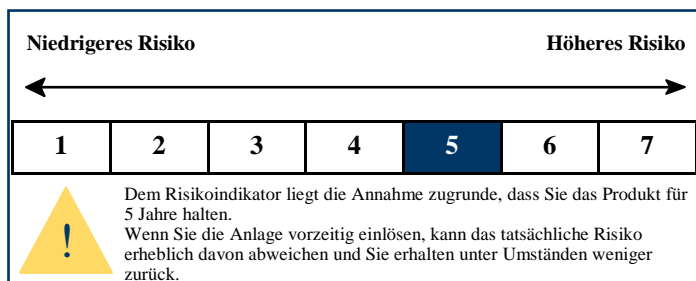 Niedrigeres Risiko Höheres Risiko
1 2 3 4 5 6 7
Dem Risikoindikator liegt die Annahme zugrunde, dass Sie das Produkt für
5 Jahre halten.
Wenn Sie die Anlage vorzeitig einlösen, kann das tatsächliche Risiko
erheblich davon abweichen und Sie erhalten unter Umständen weniger
zurück.
!